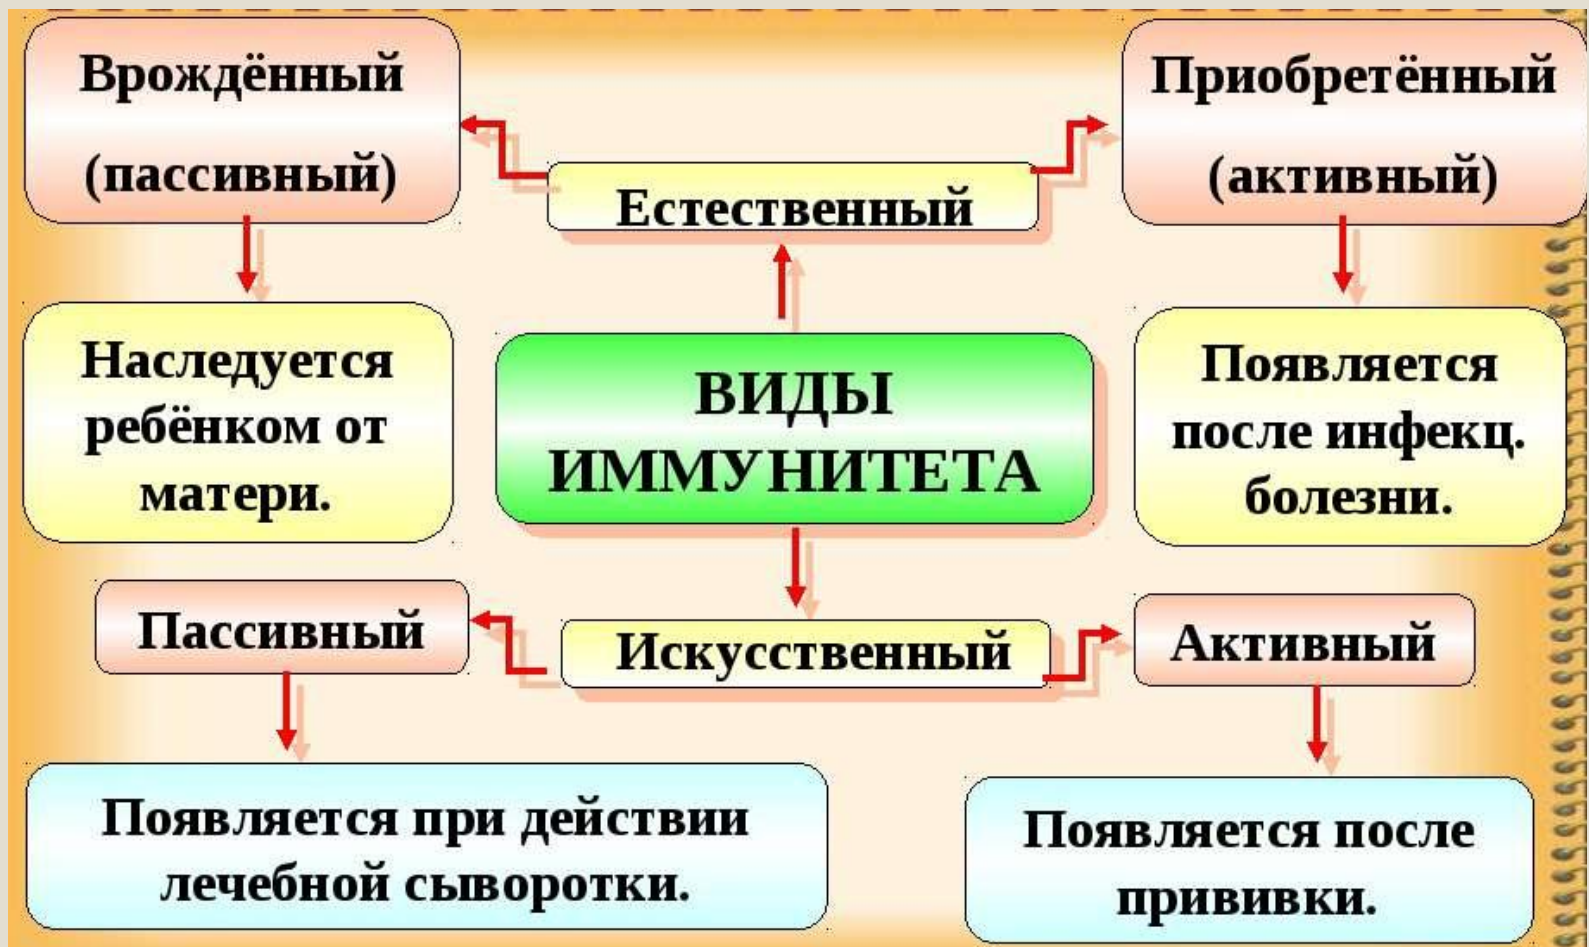 Врождённый
(пассивный)
Естественный
Приобретённый
(активный)
Наследуется
ребёнком от
матери.
ВИДЫ
ИММУНИТЕТА
Появляется
после инфекц.
болезни.
Пассивный
Искусственный
Активный
Появляется при действии
лечебной сыворотки.
Появляется после
прививки.